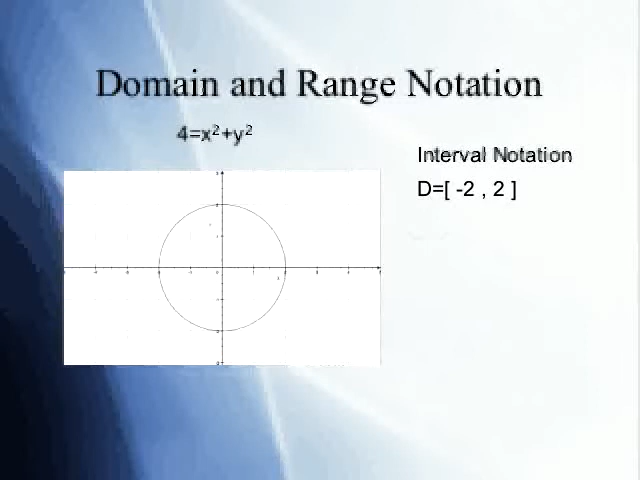 Domain and Range Notation
4=x²+y²
Interval Notation
D=[ -2 , 2 ]